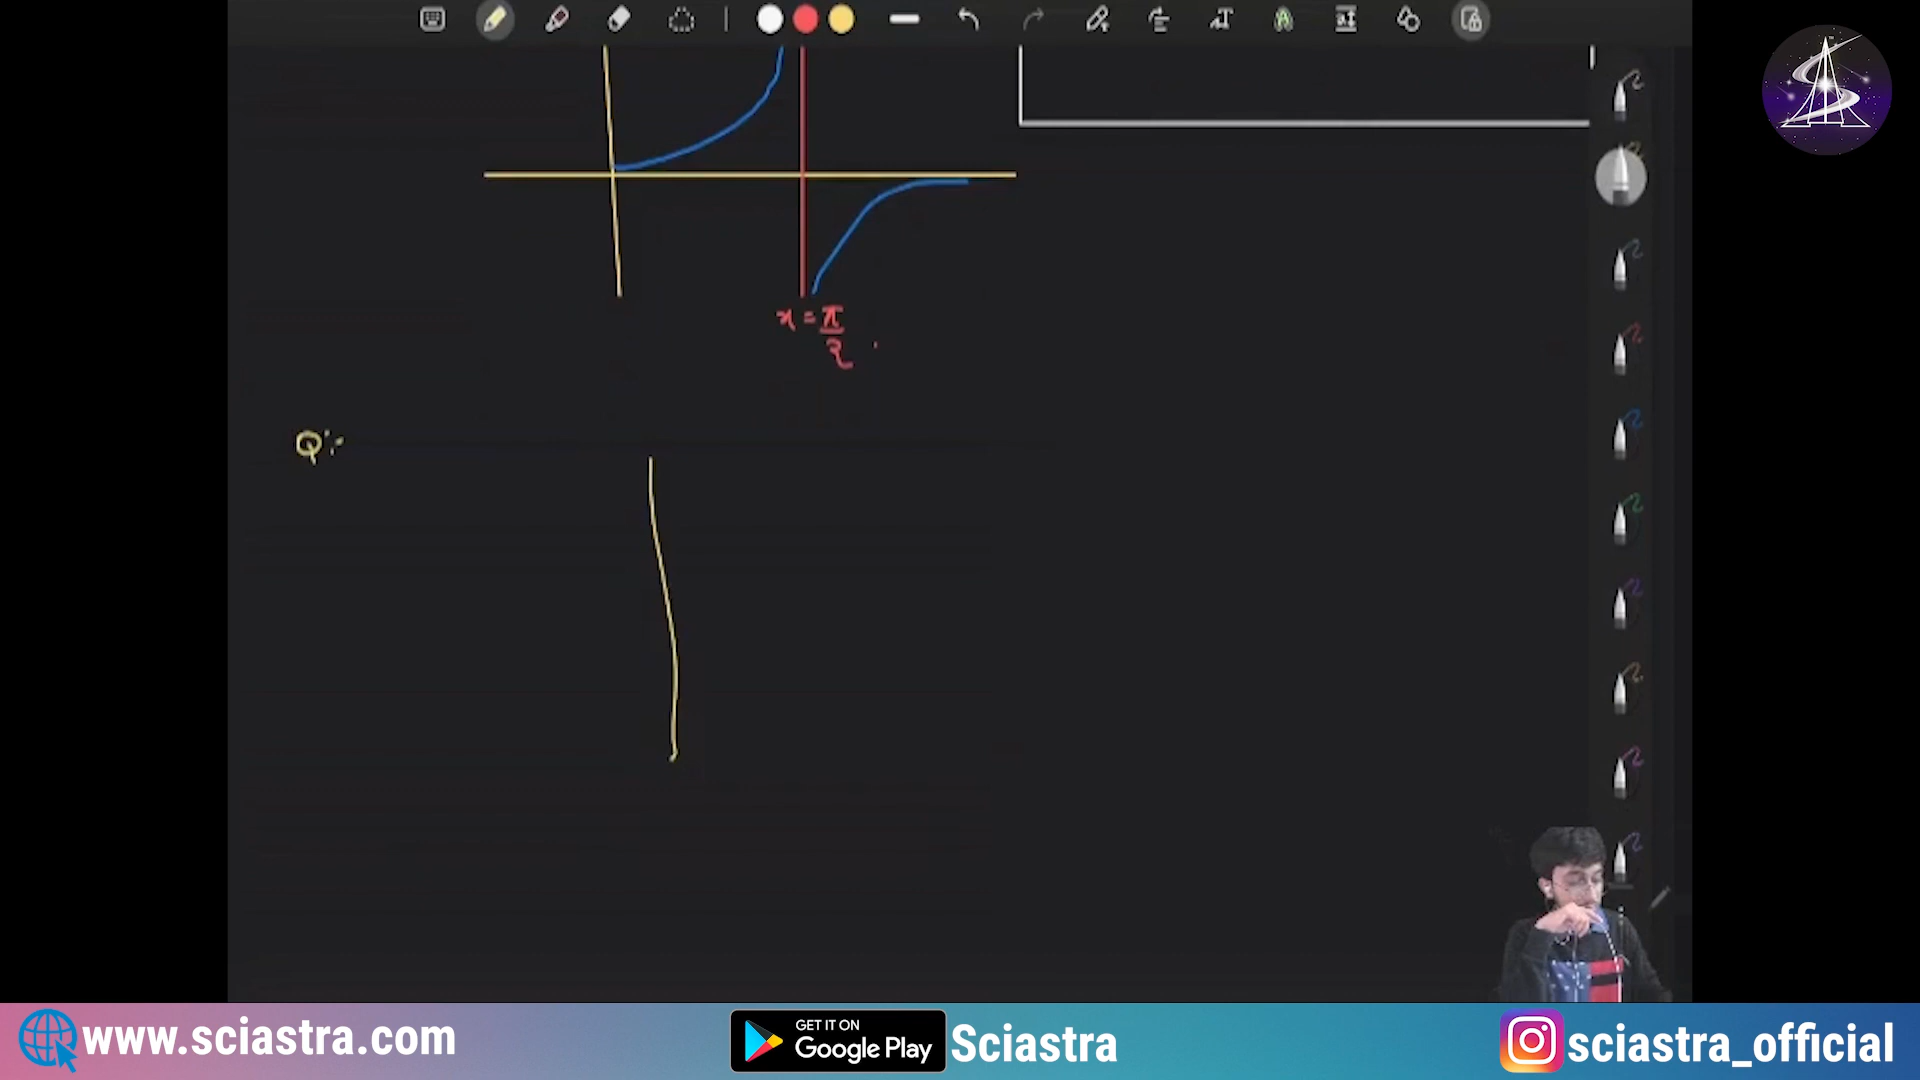 x = π/2
Q:-
www.sciastra.com
GET IT ON
Google Play
Sciastra
sciastra_official